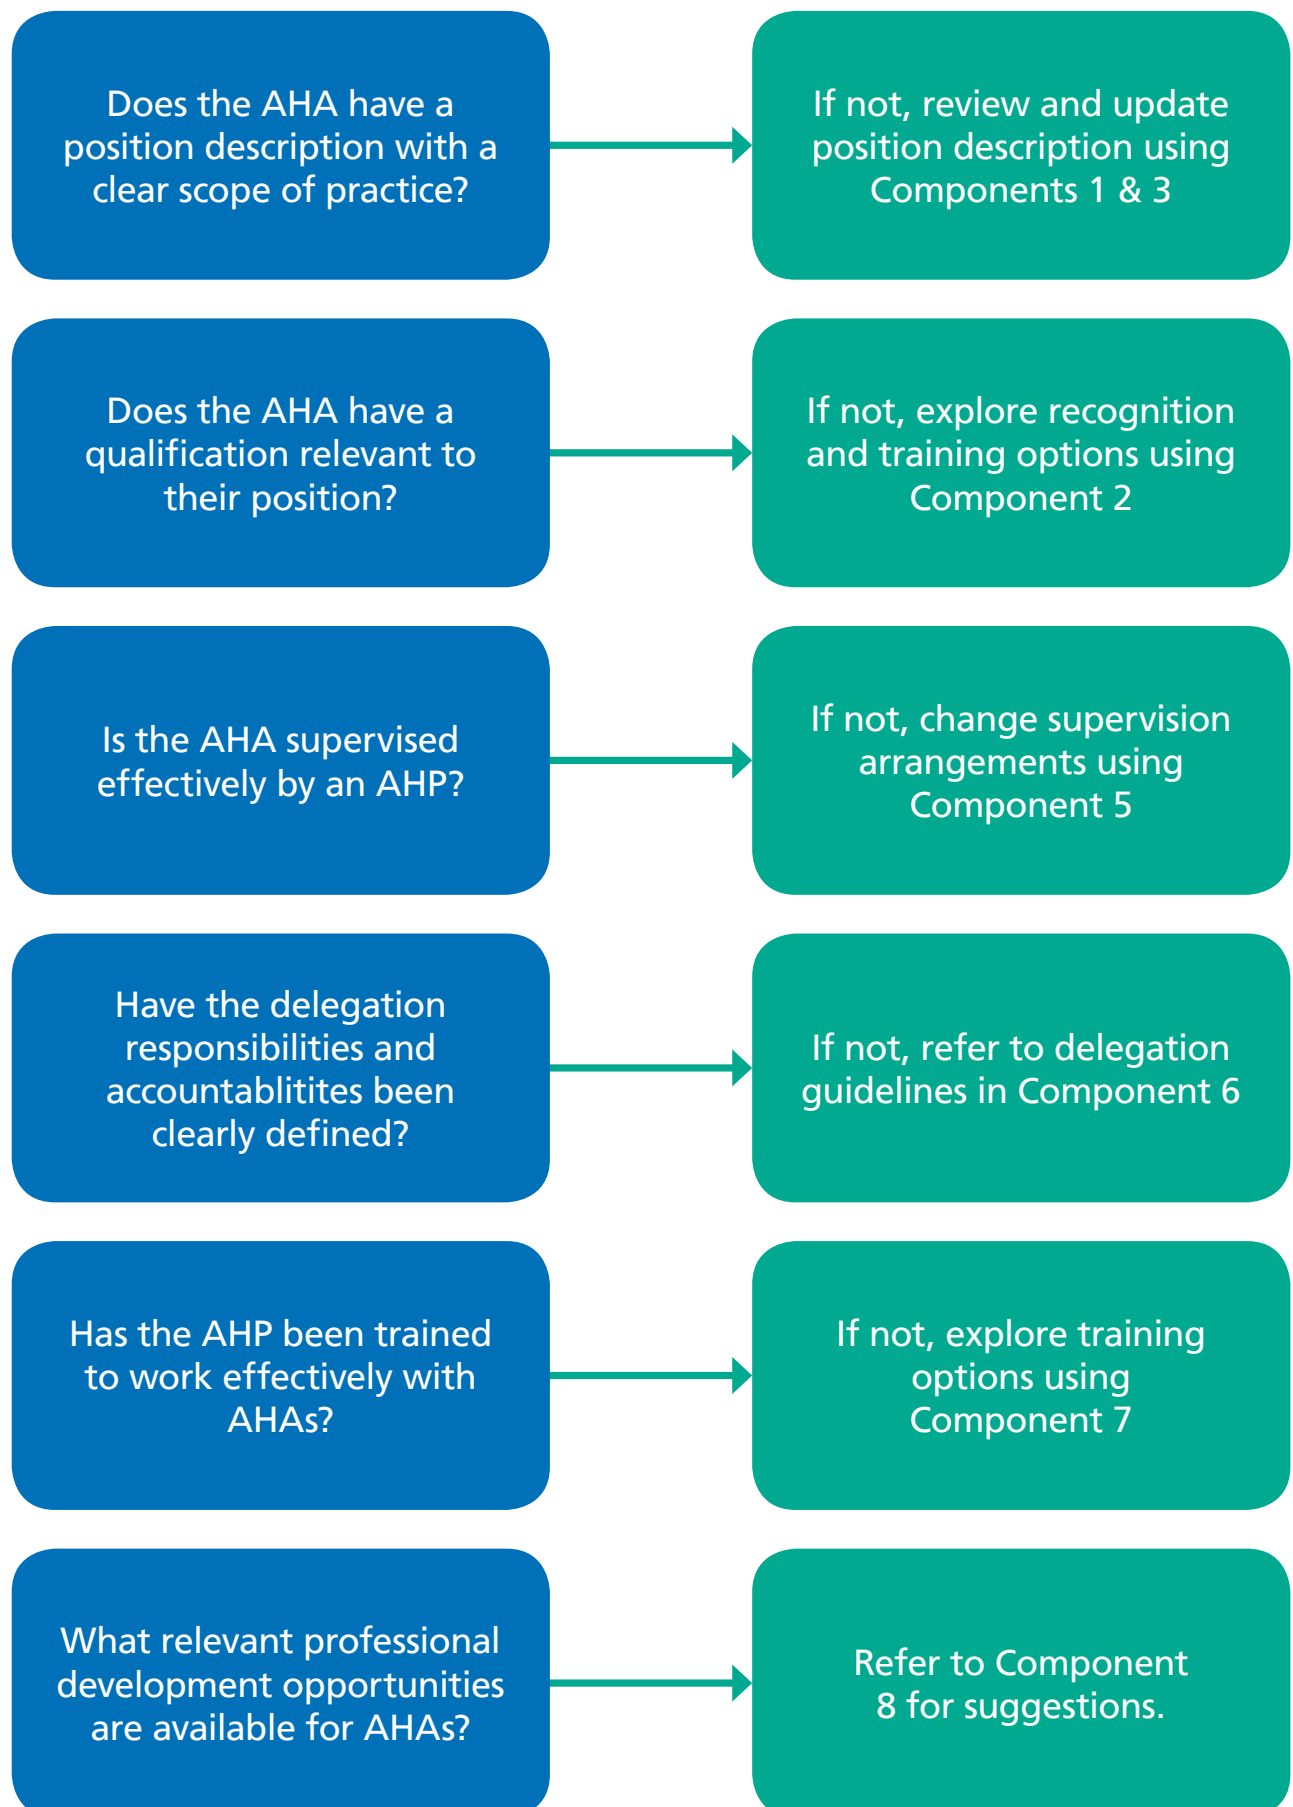 Does the AHA have a
position description with a
clear scope of practice?
If not, review and update
position description using
Components 1 & 3
Does the AHA have a
qualification relevant to
their position?
If not, explore recognition
and training options using
Component 2
Is the AHA supervised
effectively by an AHP?
If not, change supervision
arrangements using
Component 5
Have the delegation
responsibilities and
accountablitites been
clearly defined?
If not, refer to delegation
guidelines in Component 6
Has the AHP been trained
to work effectively with
AHAs?
If not, explore training
options using
Component 7
What relevant professional
development opportunities
are available for AHAs?
Refer to Component
8 for suggestions.